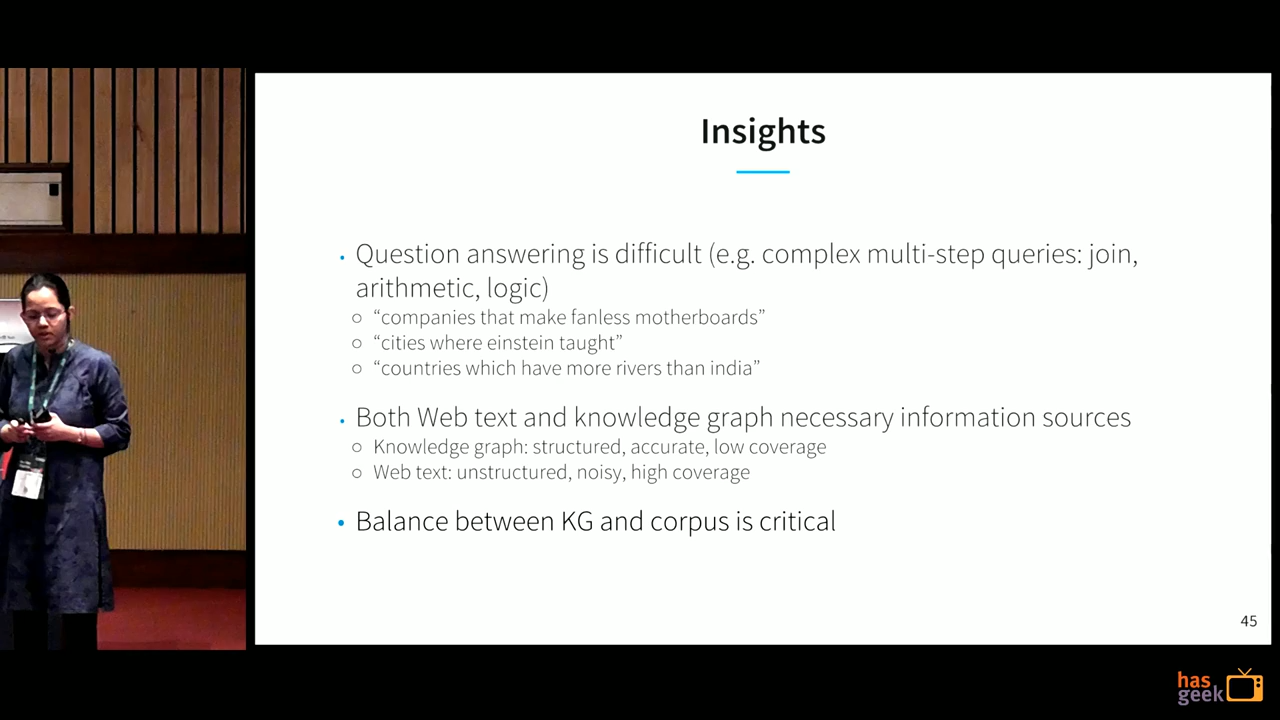 Insights
• Question answering is difficult (e.g. complex multi-step queries: join,
arithmetic, logic)
○ “companies that make fanless motherboards”
○ “cities where einstein taught”
○ “countries which have more rivers than india”
• Both Web text and knowledge graph necessary information sources
○ Knowledge graph: structured, accurate, low coverage
○ Web text: unstructured, noisy, high coverage
• Balance between KG and corpus is critical
45
has
geek